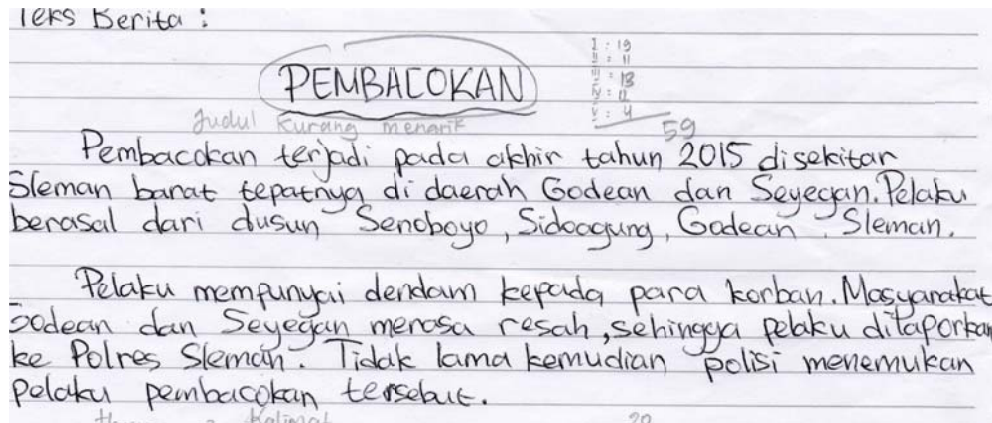 Teks Berita :
PEMBACOKAN
I : 19
II : 11
III : 13
IV : 12
V : 4
59
Judul kurang menarik
Pembacokan terjadi pada akhir tahun 2015 disekitar
Sleman barat tepatnya di daerah Godean dan Seyegan. Pelaku
berasal dari dusun Senoboyo, Sidoagung, Godean, Sleman.
Pelaku mempunyai dendam kepada para korban. Masyarakat
Godean dan Seyegan merasa resah, sehingga pelaku dilaporkan
ke Polres Sleman. Tidak lama kemudian polisi menemukan
pelaku pembacokan tersebut.
Kalimat 20